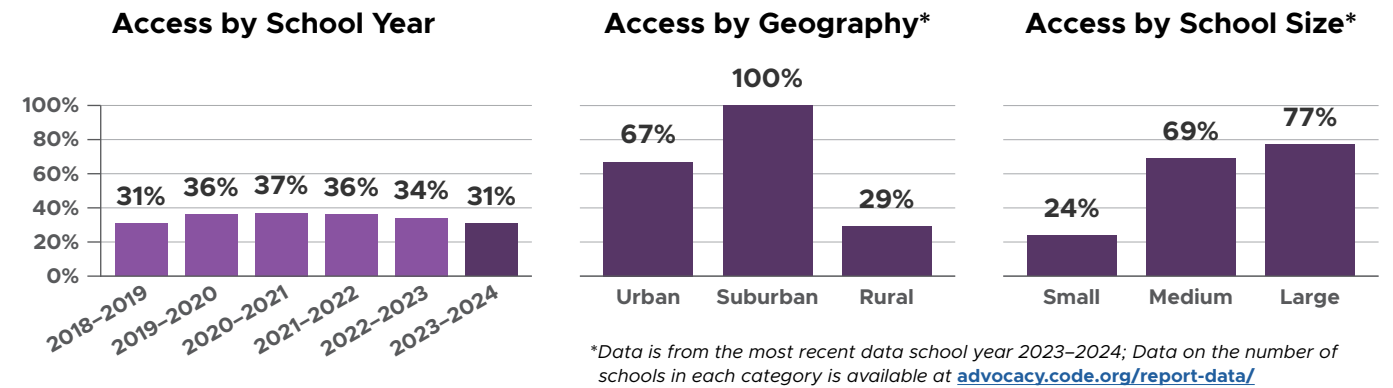 Access by School Year
100%
80%
60%
40%
20%
0%
31%
36%
37%
36%
34%
31%
2018–2019
2019–2020
2020–2021
2021–2022
2022–2023
2023–2024
Access by Geography*
67%
100%
29%
Urban
Suburban
Rural
Access by School Size*
24%
69%
77%
Small
Medium
Large
*Data is from the most recent data school year 2023–2024; Data on the number of
schools in each category is available at advocacy.code.org/report-data/